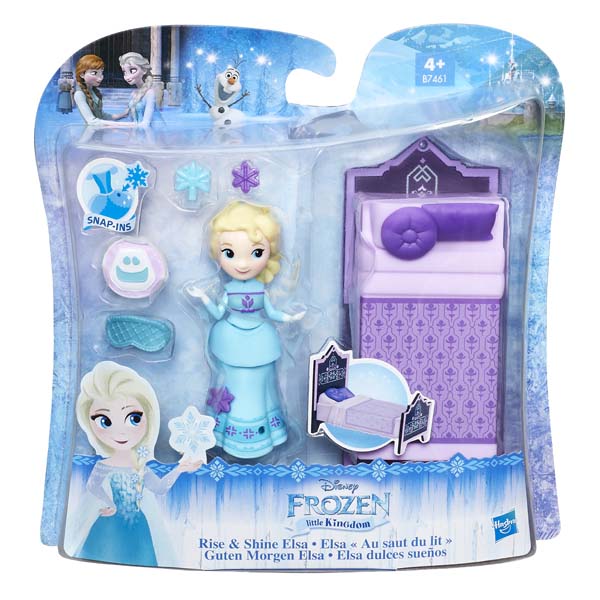 4+
B7461
SNAP-INS
Disney
FROZEN
little Kingdom
Rise & Shine Elsa • Elsa « Au saut du lit »
Guten Morgen Elsa • Elsa dulces sueños
Hasbro